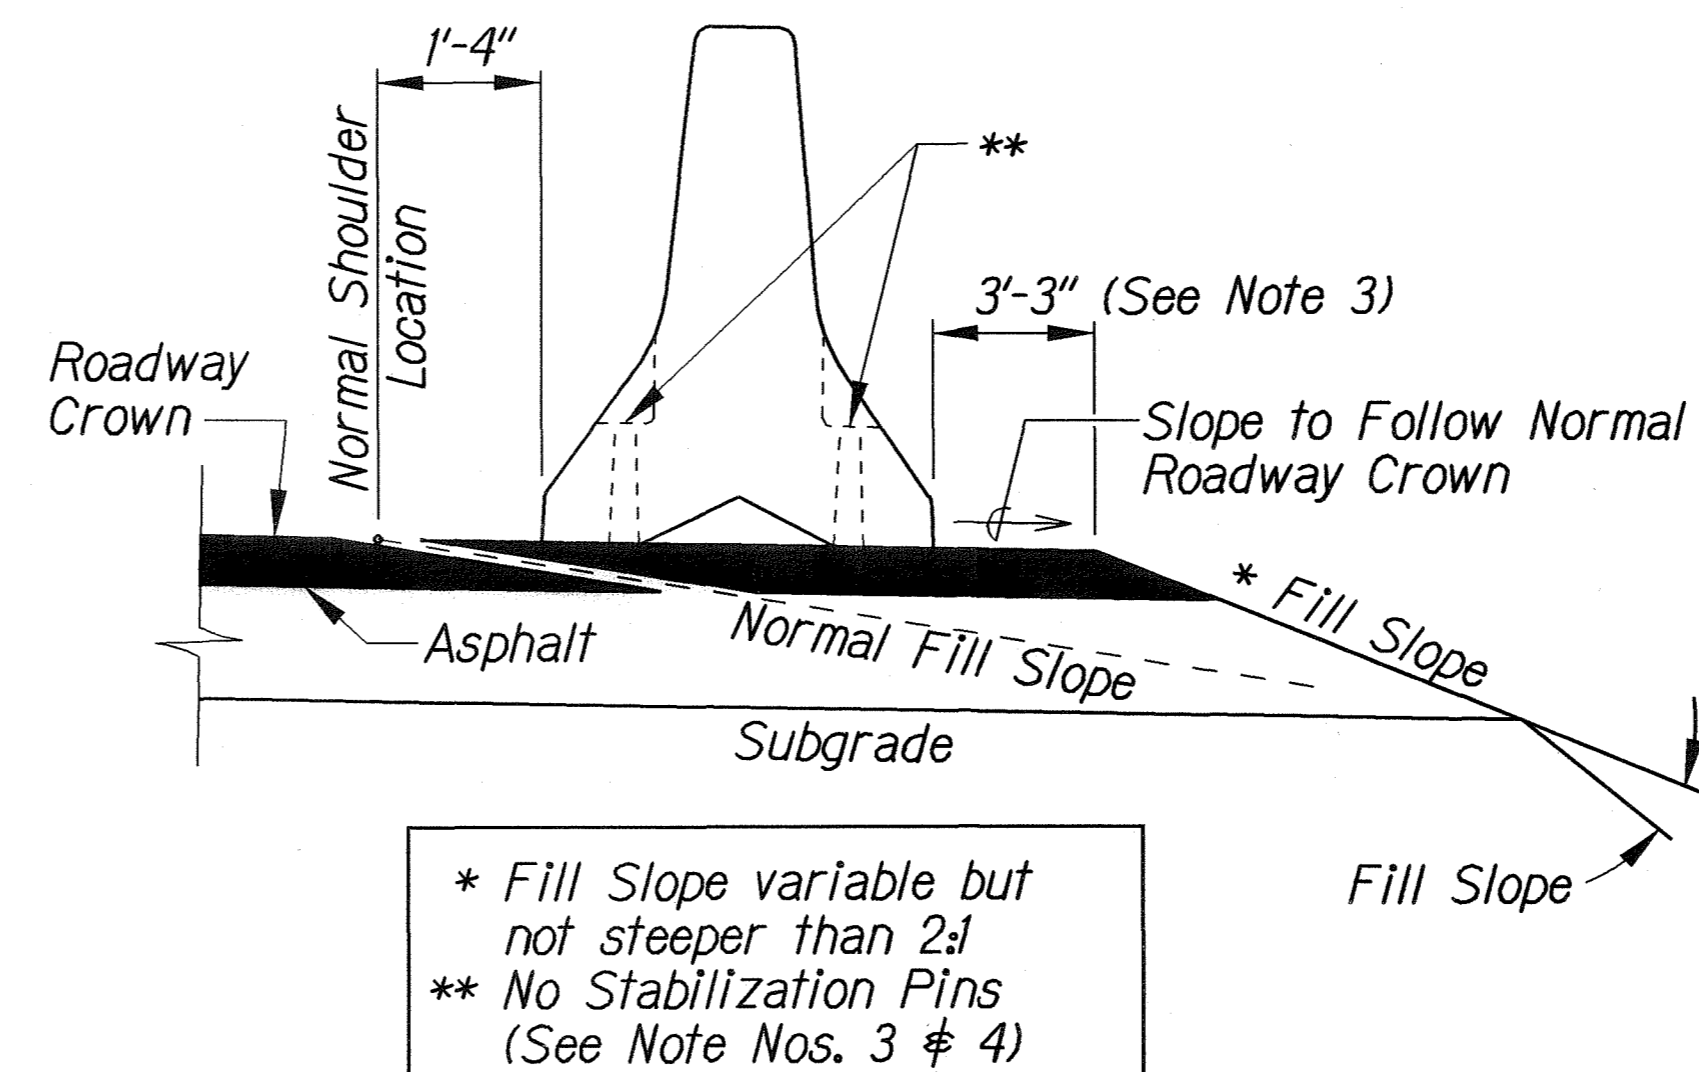 1'-4"
**
Normal Shoulder
Location
3'-3" (See Note 3)
Roadway
Crown
Slope to Follow Normal
Roadway Crown
* Fill Slope
Asphalt
Normal Fill Slope
Subgrade
Fill Slope
* Fill Slope variable but
not steeper than 2:1
** No Stabilization Pins
(See Note Nos. 3 & 4)